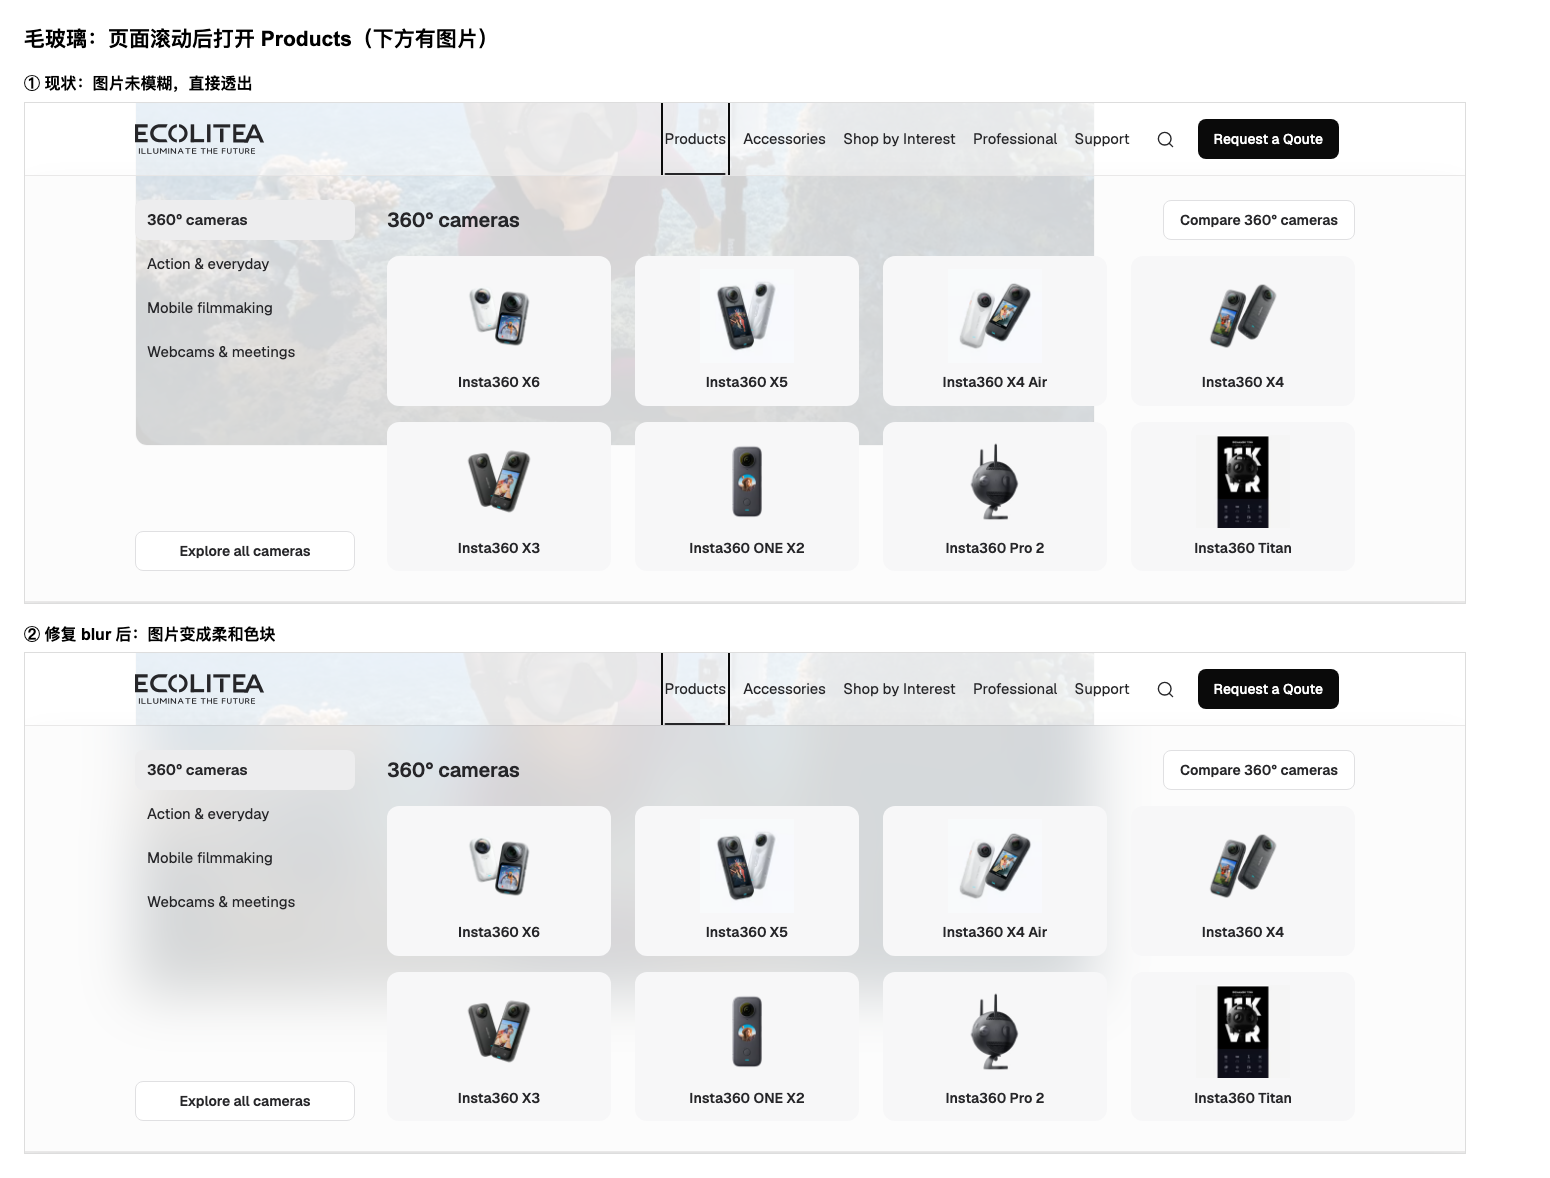 毛玻璃：页面滚动后打开 Products（下方有图片）
① 现状：图片未模糊，直接透出
ECOLITEA
ILLUMINATE THE FUTURE
Products Accessories Shop by Interest Professional Support Request a Qoute
360° cameras
Action & everyday
Mobile filmmaking
Webcams & meetings
Explore all cameras
360° cameras
Compare 360° cameras
Insta360 X6
Insta360 X5
Insta360 X4 Air
Insta360 X4
Insta360 X3
Insta360 ONE X2
Insta360 Pro 2
11K
VR
Insta360 Titan
② 修复 blur 后：图片变成柔和色块
ECOLITEA
ILLUMINATE THE FUTURE
Products Accessories Shop by Interest Professional Support Request a Qoute
360° cameras
Action & everyday
Mobile filmmaking
Webcams & meetings
Explore all cameras
360° cameras
Compare 360° cameras
Insta360 X6
Insta360 X5
Insta360 X4 Air
Insta360 X4
Insta360 X3
Insta360 ONE X2
Insta360 Pro 2
11K
VR
Insta360 Titan